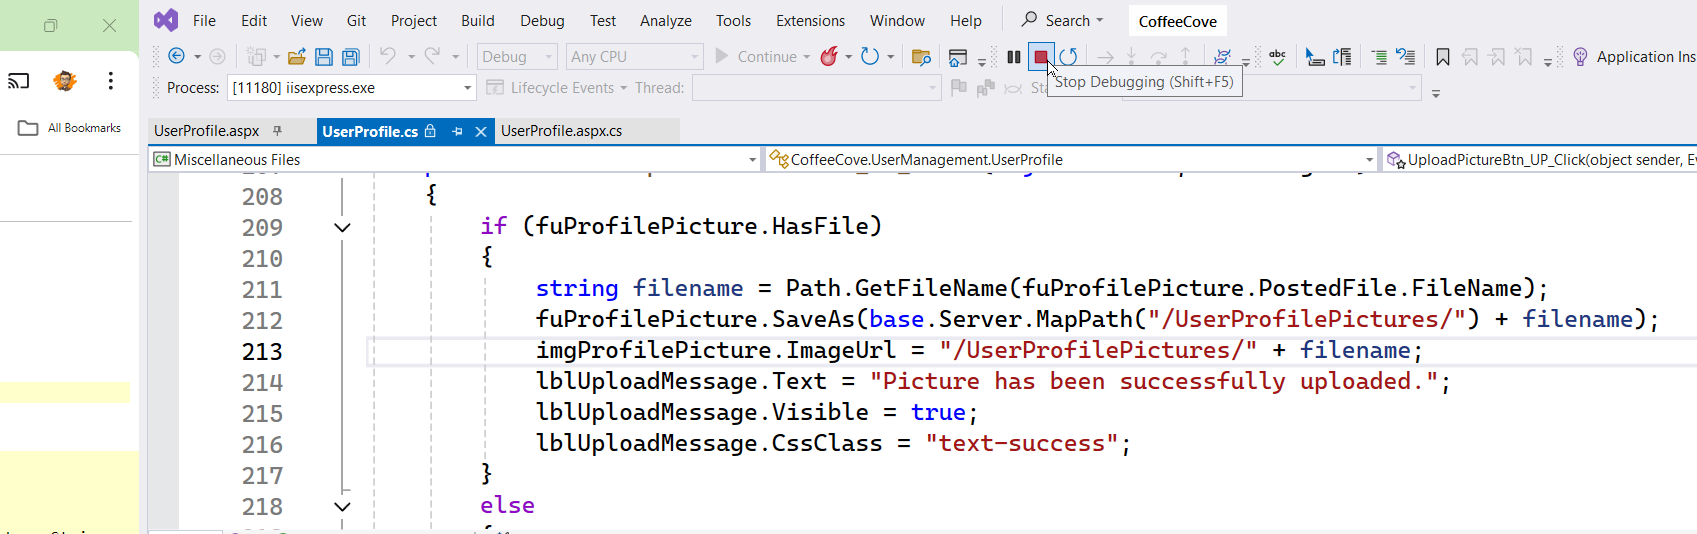 File Edit View Git Project Build Debug Test Analyze Tools Extensions Window Help Search CoffeeCove
Debug Any CPU Continue Application Ins
Process: [11180] iisexpress.exe Lifecycle Events Thread:
Stop Debugging (Shift+F5)
All Bookmarks
UserProfile.aspx UserProfile.cs UserProfile.aspx.cs
C# Miscellaneous Files CoffeeCove.UserManagement.UserProfile UploadPictureBtn_UP_Click(object sender, Ev
208 {
209 if (fuProfilePicture.HasFile)
210 {
211 string filename = Path.GetFileName(fuProfilePicture.PostedFile.FileName);
212 fuProfilePicture.SaveAs(base.Server.MapPath("/UserProfilePictures/") + filename);
213 imgProfilePicture.ImageUrl = "/UserProfilePictures/" + filename;
214 lblUploadMessage.Text = "Picture has been successfully uploaded.";
215 lblUploadMessage.Visible = true;
216 lblUploadMessage.CssClass = "text-success";
217 }
218 else